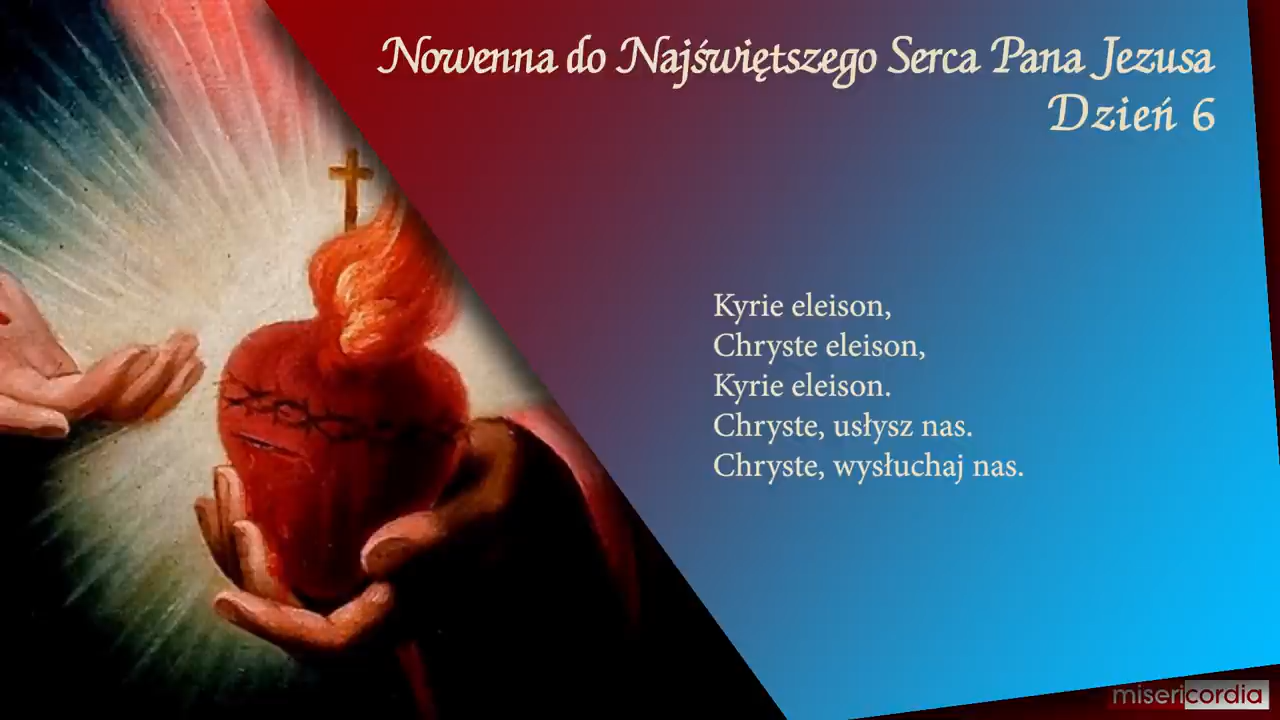 Nowenna do Najświętszego Serca Pana Jezusa
Dzień 6
Kyrie eleison,
Chryste eleison,
Kyrie eleison.
Chryste, usłysz nas.
Chryste, wysłuchaj nas.
misericordia